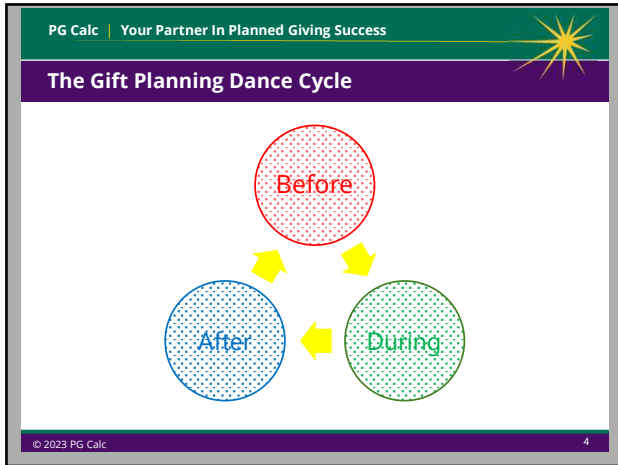 PG Calc | Your Partner In Planned Giving Success
The Gift Planning Dance Cycle
Before
After
During
© 2023 PG Calc
4